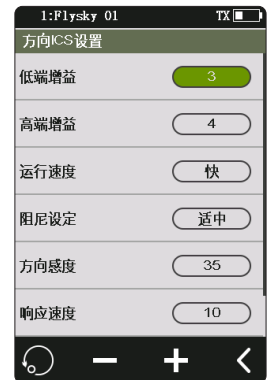 1:Flysky 01 TX
方向ICS设置
低端增益 3
高端增益 4
运行速度 快
阻尼设定 适中
方向感度 35
响应速度 10